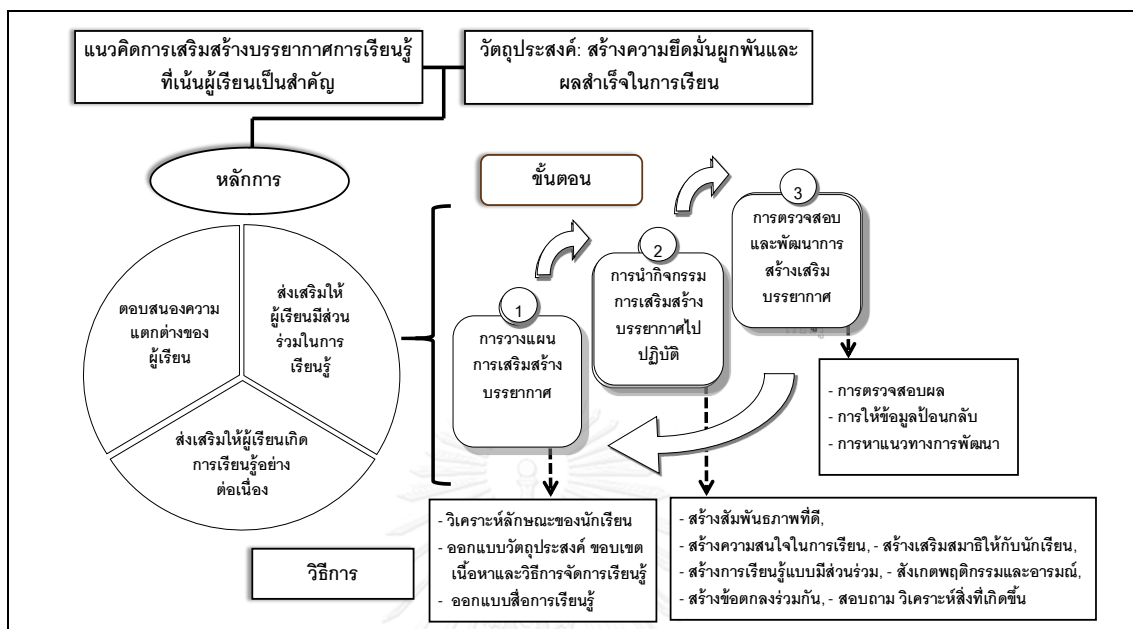 แนวคิดการเสริมสร้างบรรยากาศการเรียนรู้
ที่เน้นผู้เรียนเป็นสำคัญ
วัตถุประสงค์: สร้างความยึดมั่นผูกพันและ
ผลสำเร็จในการเรียน
หลักการ
ขั้นตอน
ตอบสนองความ
แตกต่างของ
ผู้เรียน
ส่งเสริมให้
ผู้เรียนมีส่วน
ร่วมในการ
เรียนรู้
ส่งเสริมให้ผู้เรียนเกิด
การเรียนรู้อย่าง
ต่อเนื่อง
1
การวางแผน
การเสริมสร้าง
บรรยากาศ
2
การนำกิจกรรม
การเสริมสร้าง
บรรยากาศไป
ปฏิบัติ
3
การตรวจสอบ
และพัฒนาการ
สร้างเสริม
บรรยากาศ
- การตรวจสอบผล
- การให้ข้อมูลป้อนกลับ
- การหาแนวทางการพัฒนา
วิธีการ
- วิเคราะห์ลักษณะของนักเรียน
- ออกแบบวัตถุประสงค์ ขอบเขต
เนื้อหาและวิธีการจัดการเรียนรู้
- ออกแบบสื่อการเรียนรู้
- สร้างสัมพันธภาพที่ดี,
- สร้างความสนใจในการเรียน, - สร้างเสริมสมาธิให้กับนักเรียน,
- สร้างการเรียนรู้แบบมีส่วนร่วม, - สังเกตพฤติกรรมและอารมณ์,
- สร้างข้อตกลงร่วมกัน, - สอบถาม วิเคราะห์สิ่งที่เกิดขึ้น